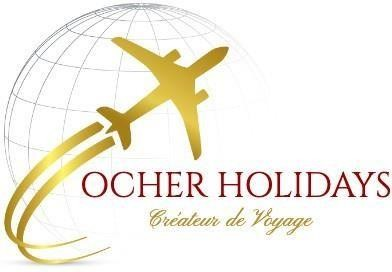 OCHER HOLIDAYS
Créateur de Voyage